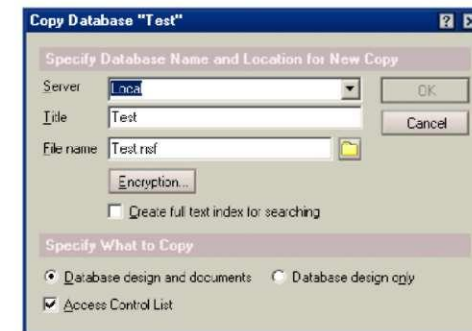 Copy Database "Test"
Specify Database Name and Location for New Copy
Server Local OK
Title Test Cancel
File name Test.nsf
Encryption...
Create full text index for searching
Specify What to Copy
Database design and documents Database design only
Access Control List